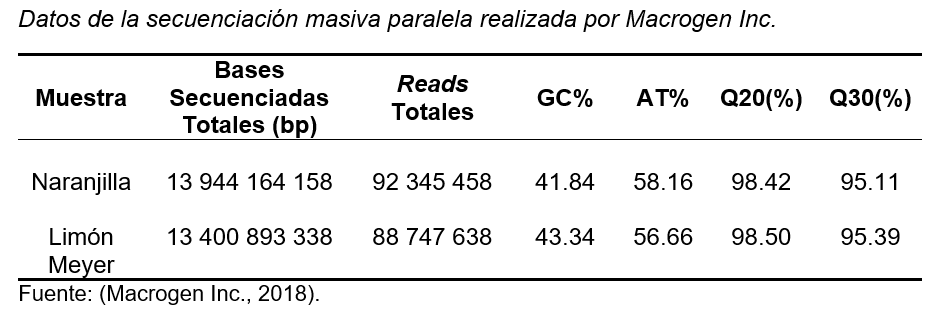 Datos de la secuenciación masiva paralela realizada por Macrogen Inc.
Muestra Bases Secuenciadas Totales (bp) Reads Totales GC% AT% Q20(%) Q30(%)
Naranjilla 13 944 164 158 92 345 458 41.84 58.16 98.42 95.11
Limón Meyer 13 400 893 338 88 747 638 43.34 56.66 98.50 95.39
Fuente: (Macrogen Inc., 2018).